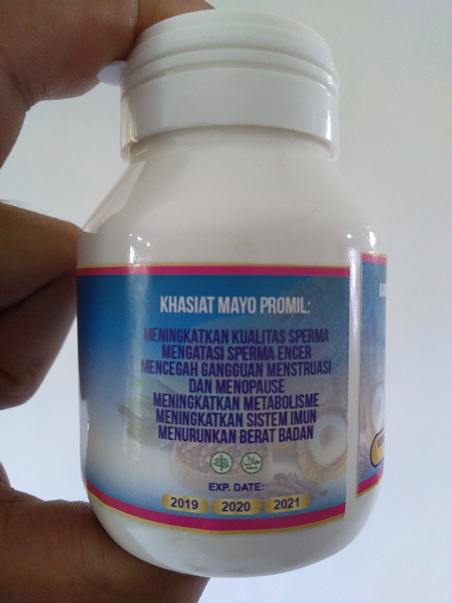 KHASIAT MAYO PROMIL:
MENINGKATKAN KUALITAS SPERMA
MENGATASI SPERMA ENCER
MENCEGAH GANGGUAN MENSTRUASI
DAN MENOPAUSE
MENINGKATKAN METABOLISME
MENINGKATKAN SISTEM IMUN
MENURUNKAN BERAT BADAN
EXP. DATE:
2019 2020 2021